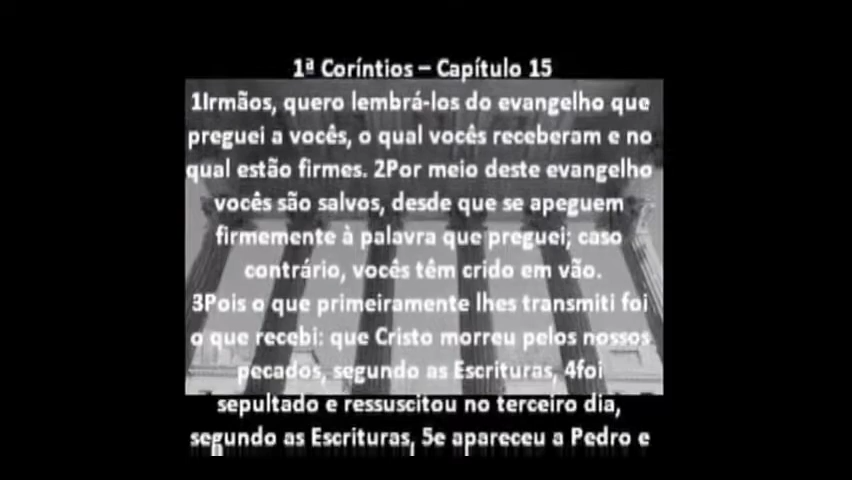 1ª Coríntios – Capítulo 15
1Irmãos, quero lembrá-los do evangelho que
preguei a vocês, o qual vocês receberam e no
qual estão firmes. 2Por meio deste evangelho
vocês são salvos, desde que se apeguem
firmemente à palavra que preguei; caso
contrário, vocês têm crido em vão.
3Pois o que primeiramente lhes transmiti foi
o que recebi: que Cristo morreu pelos nossos
pecados, segundo as Escrituras, 4foi
sepultado e ressuscitou no terceiro dia,
segundo as Escrituras, 5e apareceu a Pedro e